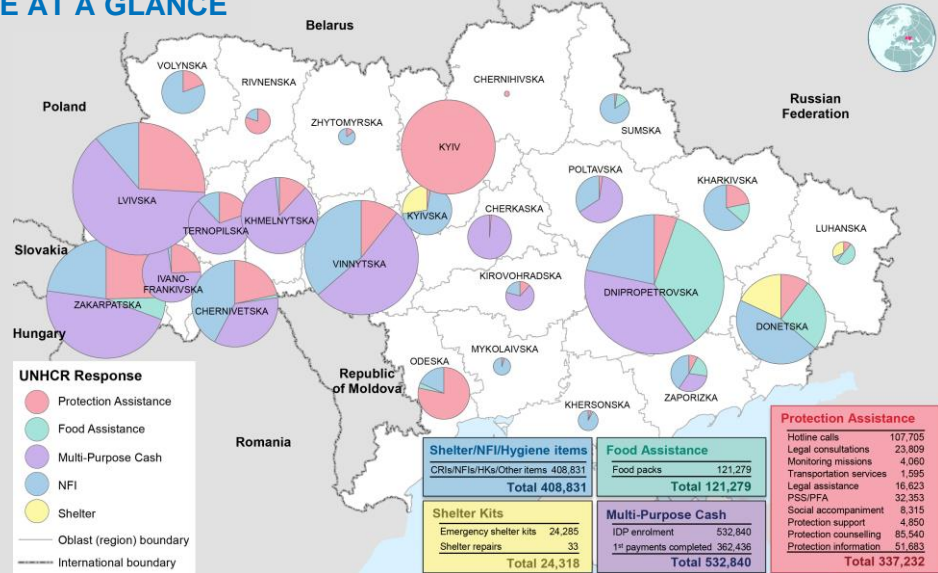 E AT A GLANCE
Belarus
VOLYNSKA
RIVNENSKA
CHERNIHIVSKA
Poland
Russian
Federation
ZHYTOMYRSKA
SUMSKA
KYIV
POLTAVSKA
KHARKIVSKA
LVIVSKA
TERNOPILSKA
KHMELNYTSKA
KYIVSKA
CHERKASKA
LUHANSKA
Slovakia
VINNYTSKA
IVANO-
FRANKIVSKA
KIROVOHRADSKA
DNIPROPETROVSKA
ZAKARPATSKA
CHERNIVETSKA
DONETSKA
Hungary
MYKOLAIVSKA
ODESKA
Republic
of Moldova
ZAPORIZKA
KHERSONSKA
Romania
UNHCR Response
Protection Assistance
Food Assistance
Multi-Purpose Cash
NFI
Shelter
Oblast (region) boundary
International boundary
Shelter/NFI/Hygiene items
CRIs/NFIs/HKs/Other items 408,831
Total 408,831
Food Assistance
Food packs 121,279
Total 121,279
Shelter Kits
Emergency shelter kits 24,285
Shelter repairs 33
Total 24,318
Multi-Purpose Cash
IDP enrolment 532,840
1st payments completed 362,436
Total 532,840
Protection Assistance
Hotline calls 107,705
Legal consultations 23,809
Monitoring missions 4,060
Transportation services 1,595
Legal assistance 16,623
PSS/PFA 32,353
Social accompaniment 8,315
Protection support 4,850
Protection counselling 85,540
Protection information 51,683
Total 337,232